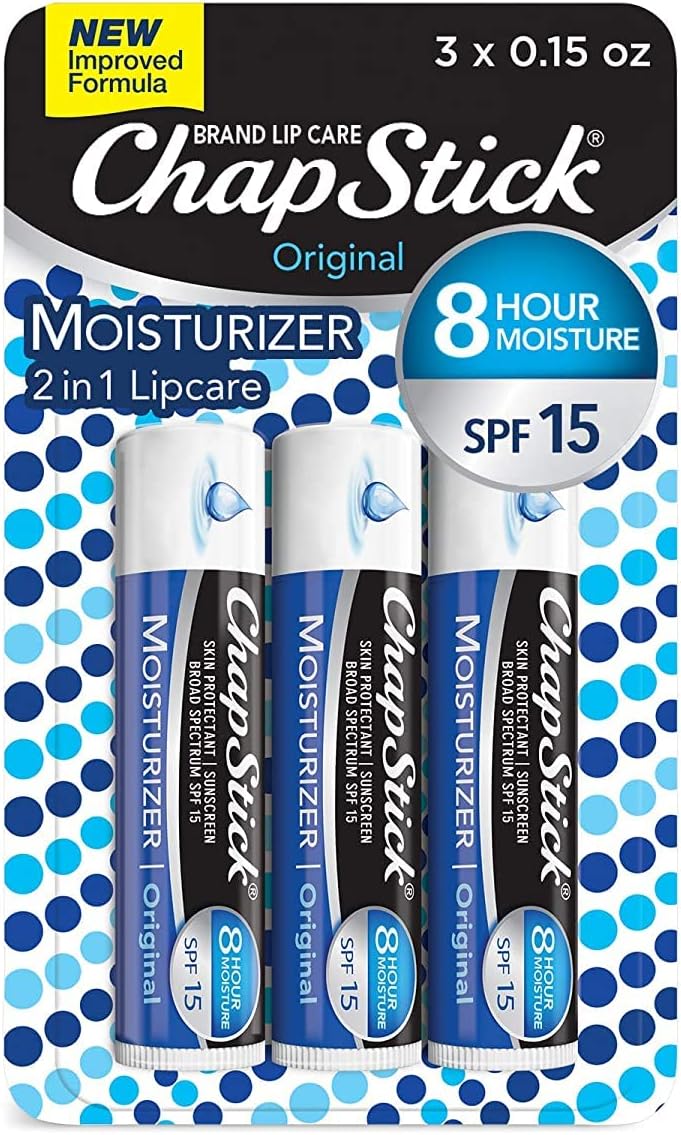 NEW
Improved
Formula
3 x 0.15 oz
BRAND LIP CARE
ChapStick®
Original
MOISTURIZER
2 in 1 Lipcare
8 HOUR
MOISTURE
SPF 15
ChapStick®
SKIN PROTECTANT | SUNSCREEN
BROAD SPECTRUM SPF 15
MOISTURIZER | Original
8 HOUR
MOISTURE
SPF 15
ChapStick®
SKIN PROTECTANT | SUNSCREEN
BROAD SPECTRUM SPF 15
MOISTURIZER | Original
8 HOUR
MOISTURE
SPF 15
ChapStick®
SKIN PROTECTANT | SUNSCREEN
BROAD SPECTRUM SPF 15
MOISTURIZER | Original
8 HOUR
MOISTURE
SPF 15